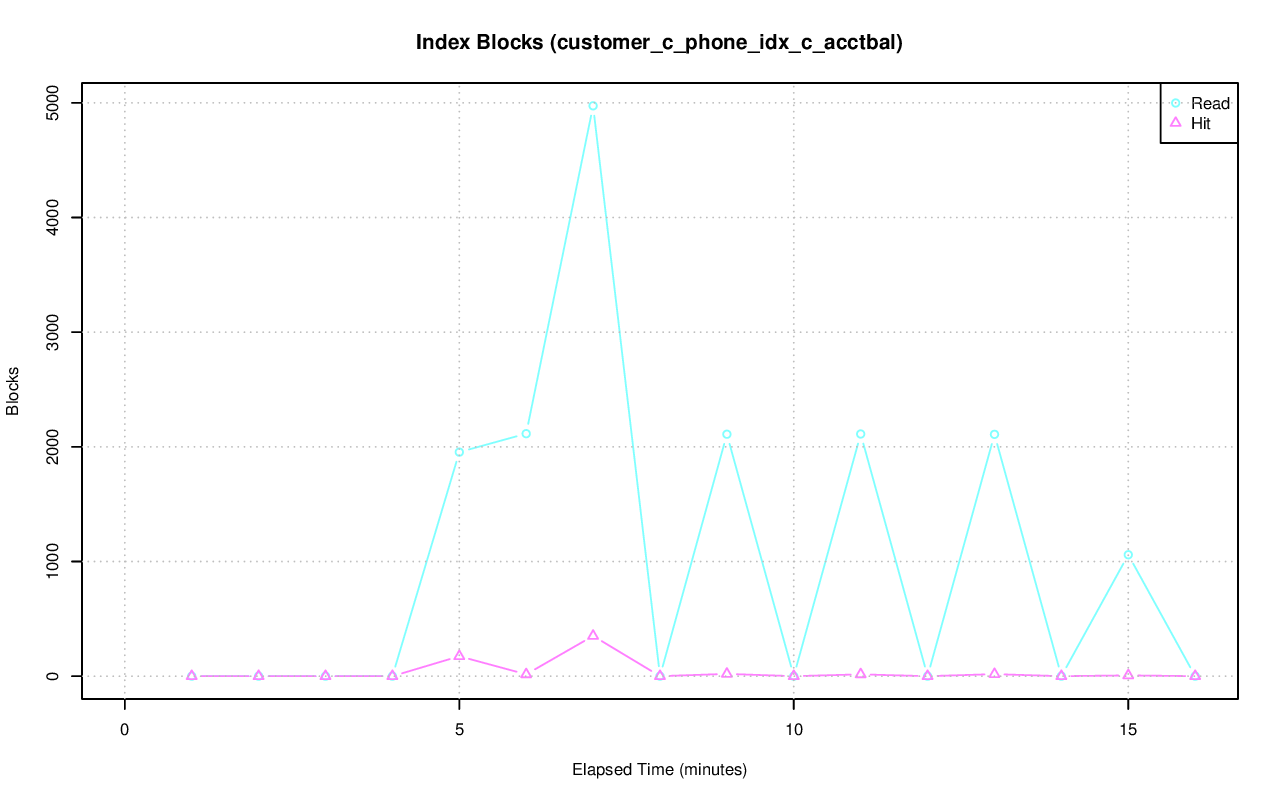 Index Blocks (customer_c_phone_idx_c_acctbal)
Read
Hit
Blocks
5000
4000
3000
2000
1000
0
0 5 10 15
Elapsed Time (minutes)